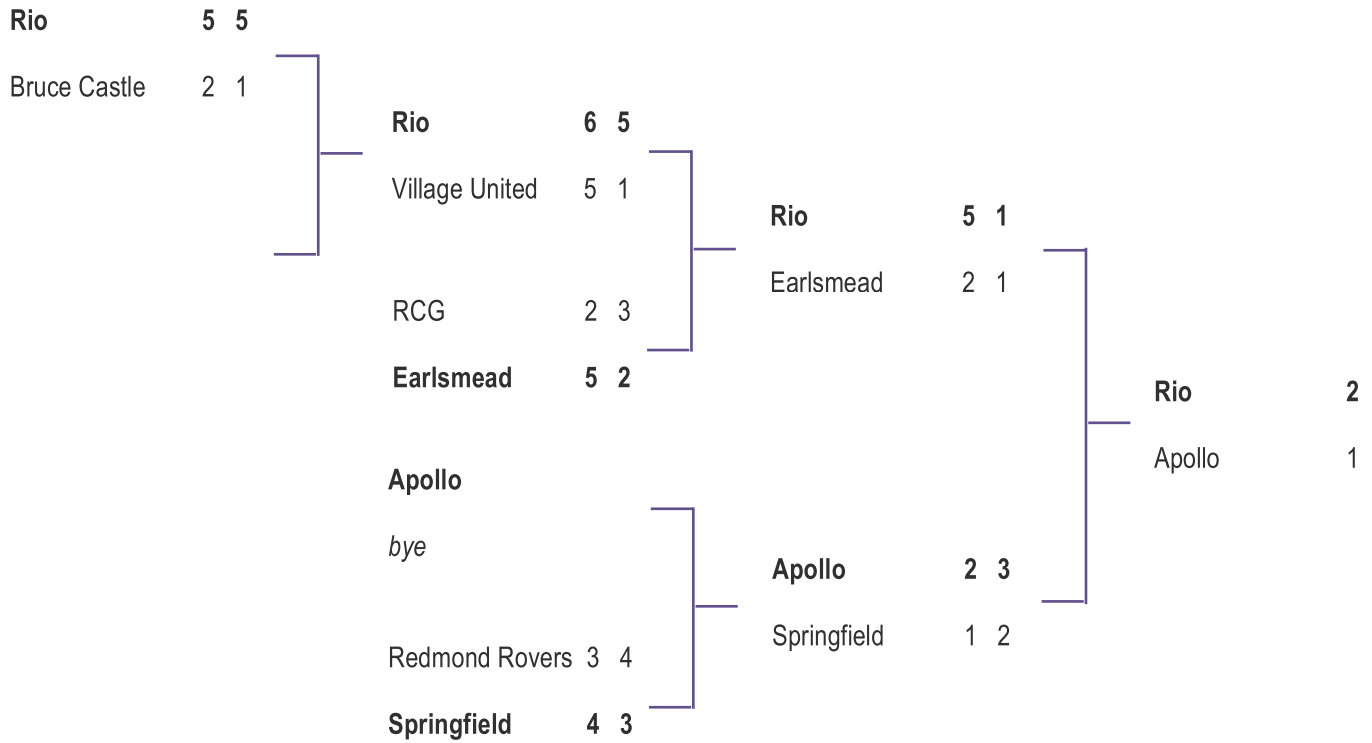 Rio 5 5
Bruce Castle 2 1
Rio 6 5
Village United 5 1
RCG 2 3
Earlsmead 5 2
Apollo
bye
Redmond Rovers 3 4
Springfield 4 3
Rio 5 1
Earlsmead 2 1
Apollo 2 3
Springfield 1 2
Rio 2
Apollo 1